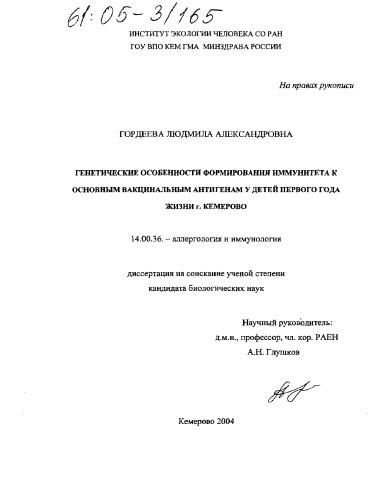 61:05-3/165
ИНСТИТУТ ЭКОЛОГИИ ЧЕЛОВЕКА СО РАН
ГОУ ВПО КЕМ ГМА МИНЗДРАВА РОССИИ
На правах рукописи
ГОРДЕЕВА ЛЮДМИЛА АЛЕКСАНДРОВНА
ГЕНЕТИЧЕСКИЕ ОСОБЕННОСТИ ФОРМИРОВАНИЯ ИММУНИТЕТА К
ОСНОВНЫМ ВАКЦИНАЛЬНЫМ АНТИГЕНАМ У ДЕТЕЙ ПЕРВОГО ГОДА
ЖИЗНИ г. КЕМЕРОВО
14.00.36. – аллергология и иммунология
диссертация на соискание ученой степени
кандидата биологических наук
Научный руководитель:
д.м.н., профессор, чл. кор. РАЕН
А.Н. Глушков
Кемерово 2004